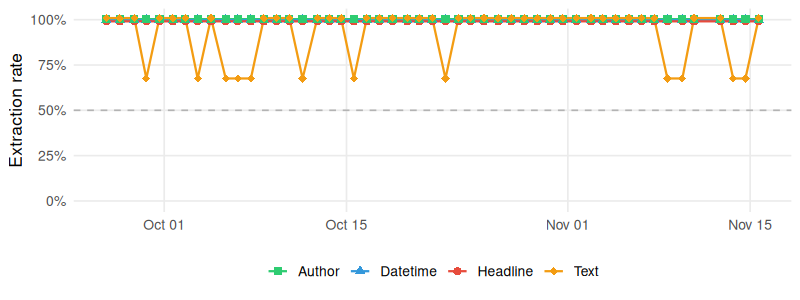 100%
75%
50%
25%
0%
Extraction rate
Oct 01 Oct 15 Nov 01 Nov 15
Author Datetime Headline Text